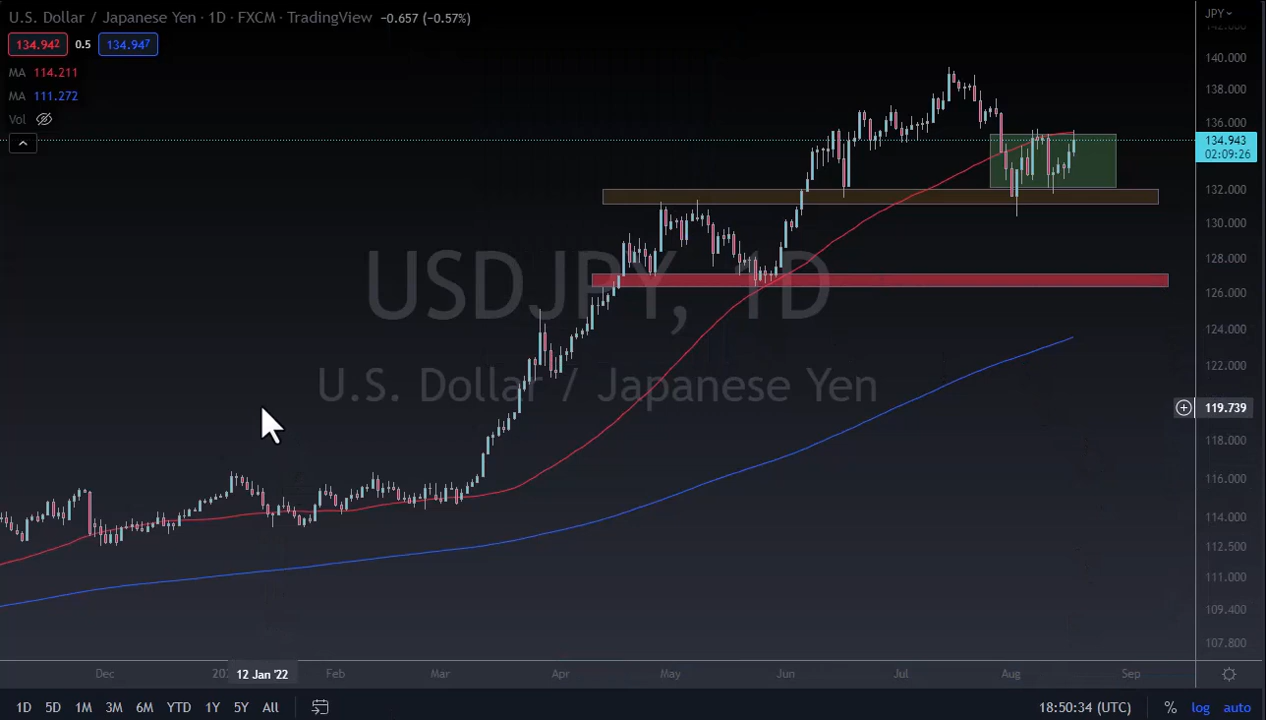 U.S. Dollar / Japanese Yen · 1D · FXCM · TradingView −0.657 (−0.57%)
134.942 0.5 134.947
MA 114.211
MA 111.272
Vol
USDJPY, 1D
U.S. Dollar / Japanese Yen
JPY
142.000
140.000
138.000
136.000
134.943
02:09:26
132.000
130.000
128.000
126.000
124.000
122.000
119.739
118.000
116.000
114.000
112.500
111.000
109.400
107.800
Dec 12 Jan '22 Feb Mar Apr May Jun Jul Aug Sep
1D 5D 1M 3M 6M YTD 1Y 5Y All 18:50:34 (UTC) % log auto